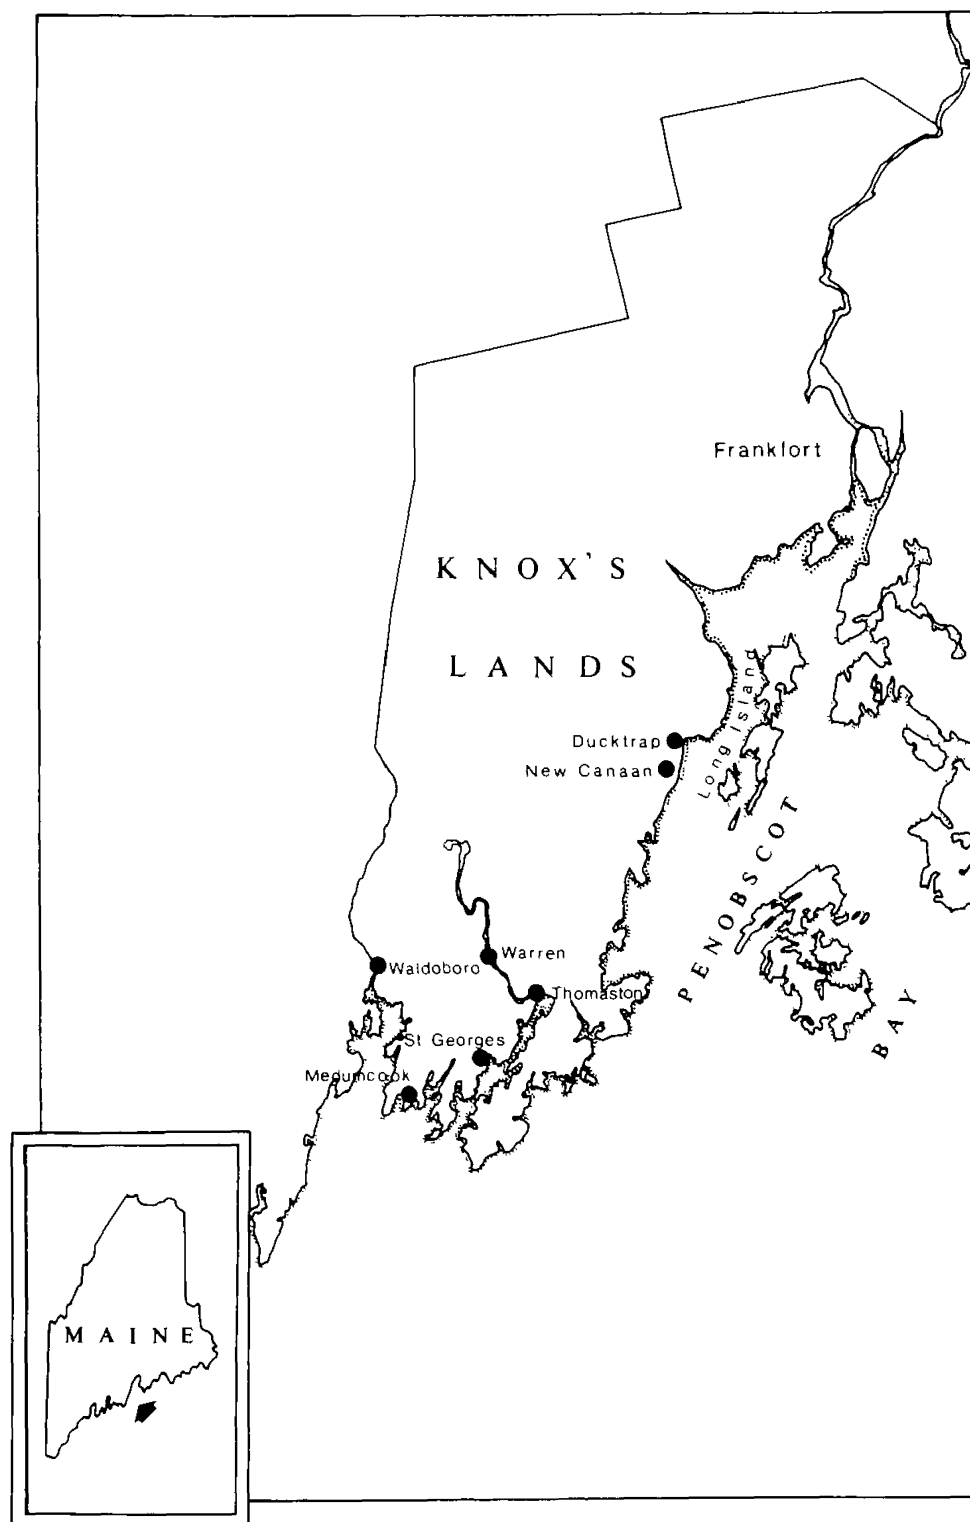 Frankfort
KNOX'S
LANDS
Long Island
Ducktrap
New Canaan
PENOBSCOT
BAY
Warren
Waldoboro
Thomaston
St Georges
Medumcook
MAINE